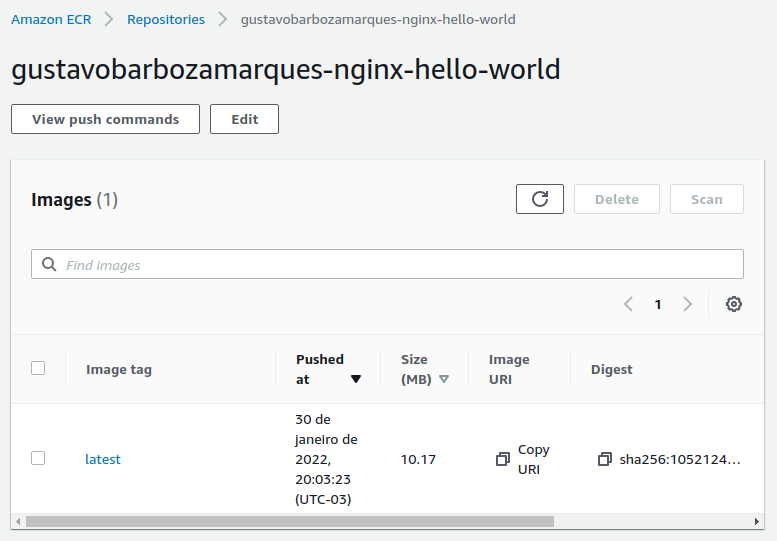 Amazon ECR > Repositories > gustavobarbozamarques-nginx-hello-world
gustavobarbozamarques-nginx-hello-world
View push commands Edit
Images (1) Delete Scan
Find images
1
Image tag Pushed at Size (MB) Image URI Digest
latest 30 de janeiro de 2022, 20:03:23 (UTC-03) 10.17 Copy URI sha256:1052124...